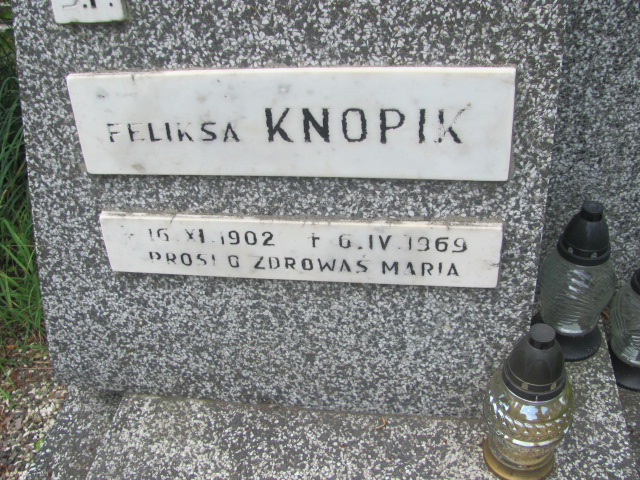 Ś.P.
FELIKSA KNOPIK
* 16 XI.1902 † 6.IV.1969
PROSI O ZDROWAŚ MARIA